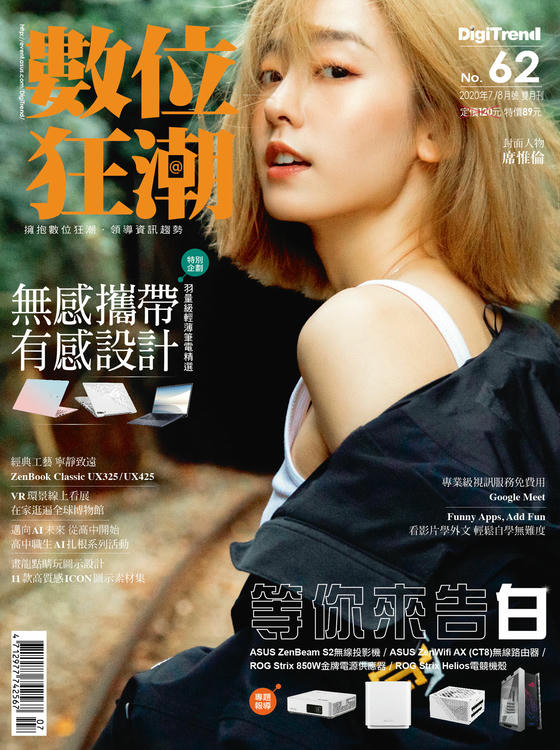 http://event.asus.com/DigiTrend/
數位
狂潮
@
擁抱數位狂潮・領導資訊趨勢
DigiTrend
No. 62
2020年7/8月號 雙月刊
定價120元 特價89元
封面人物
席惟倫
特別
企劃
無感攜帶
有感設計
羽量級輕薄筆電精選
經典工藝 寧靜致遠
ZenBook Classic UX325/UX425
VR環景線上看展
在家逛遍全球博物館
邁向AI未來 從高中開始
高中職生AI扎根系列活動
畫龍點睛玩圖示設計
11款高質感ICON圖示素材集
專業級視訊服務免費用
Google Meet
Funny Apps, Add Fun
看影片學外文 輕鬆自學無難度
等你來告白
ASUS ZenBeam S2無線投影機 / ASUS ZenWifi AX (CT8)無線路由器 /
ROG Strix 850W金牌電源供應器 / ROG Strix Helios電競機殼
專題
報導
4712977742567
07